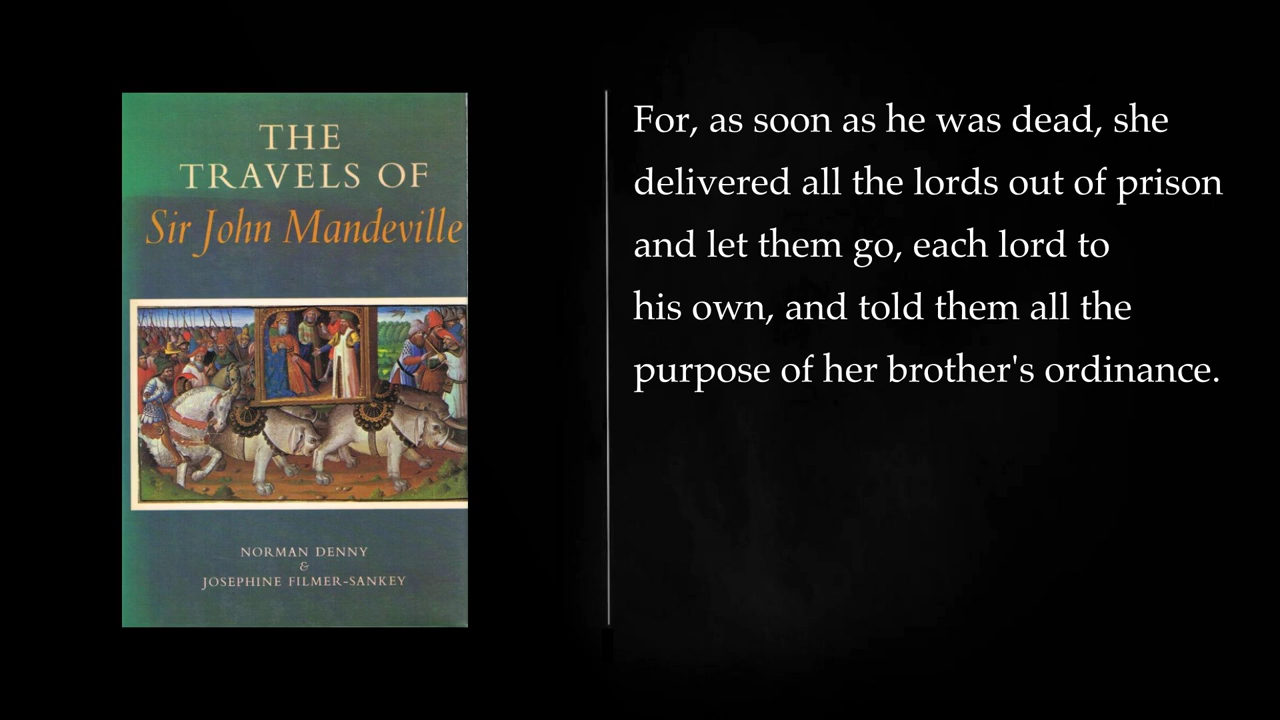 THE
TRAVELS OF
Sir John Mandeville
NORMAN DENNY
&
JOSEPHINE FILMER-SANKEY
For, as soon as he was dead, she
delivered all the lords out of prison
and let them go, each lord to
his own, and told them all the
purpose of her brother's ordinance.